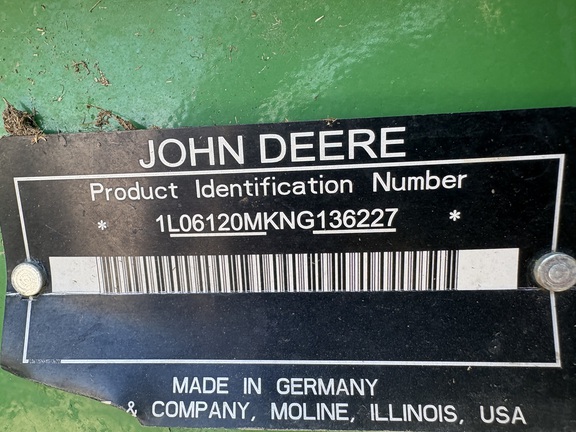 JOHN DEERE
Product Identification Number
* 1L06120MKNG136227 *
MADE IN GERMANY
& COMPANY, MOLINE, ILLINOIS, USA